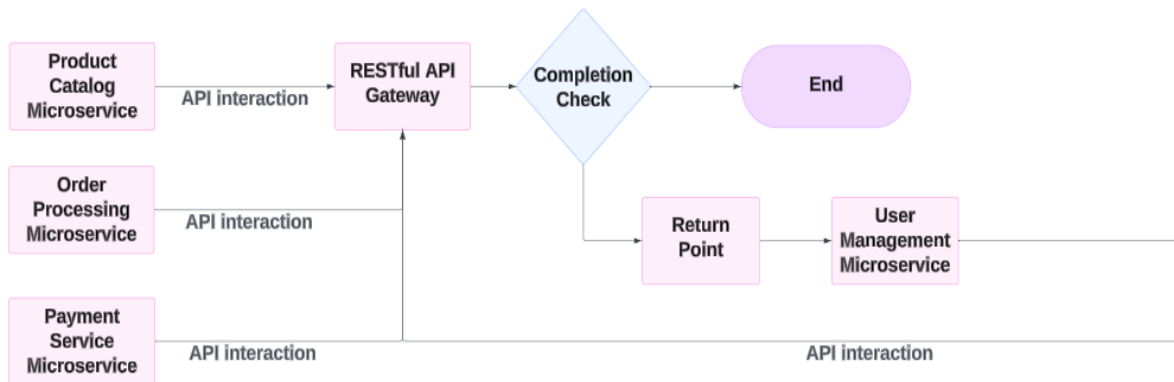 Product
Catalog
Microservice
API interaction
RESTful API
Gateway
Completion
Check
End
Order
Processing
Microservice
API interaction
Return
Point
User
Management
Microservice
Payment
Service
Microservice
API interaction
API interaction